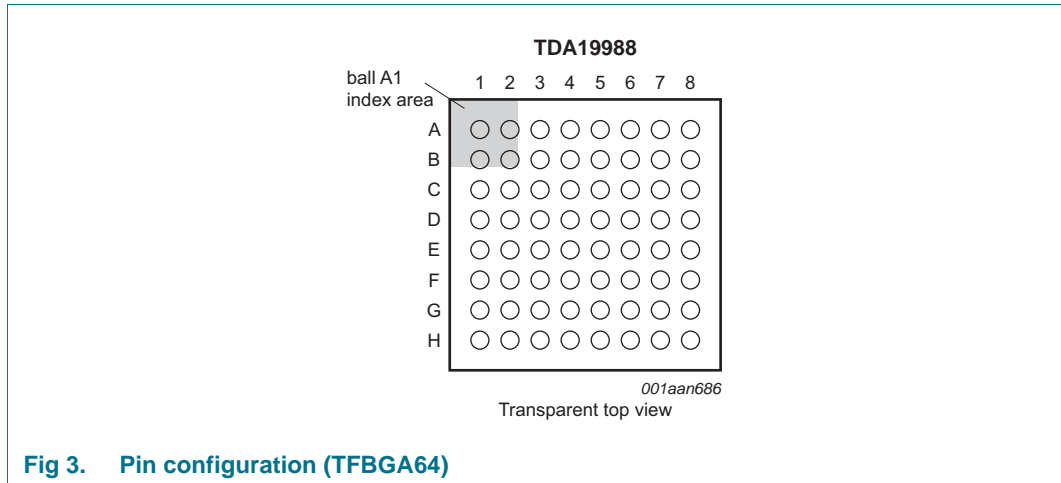 TDA19988
ball A1
index area
1 2 3 4 5 6 7 8
A
B
C
D
E
F
G
H
001aan686
Transparent top view
Fig 3. Pin configuration (TFBGA64)